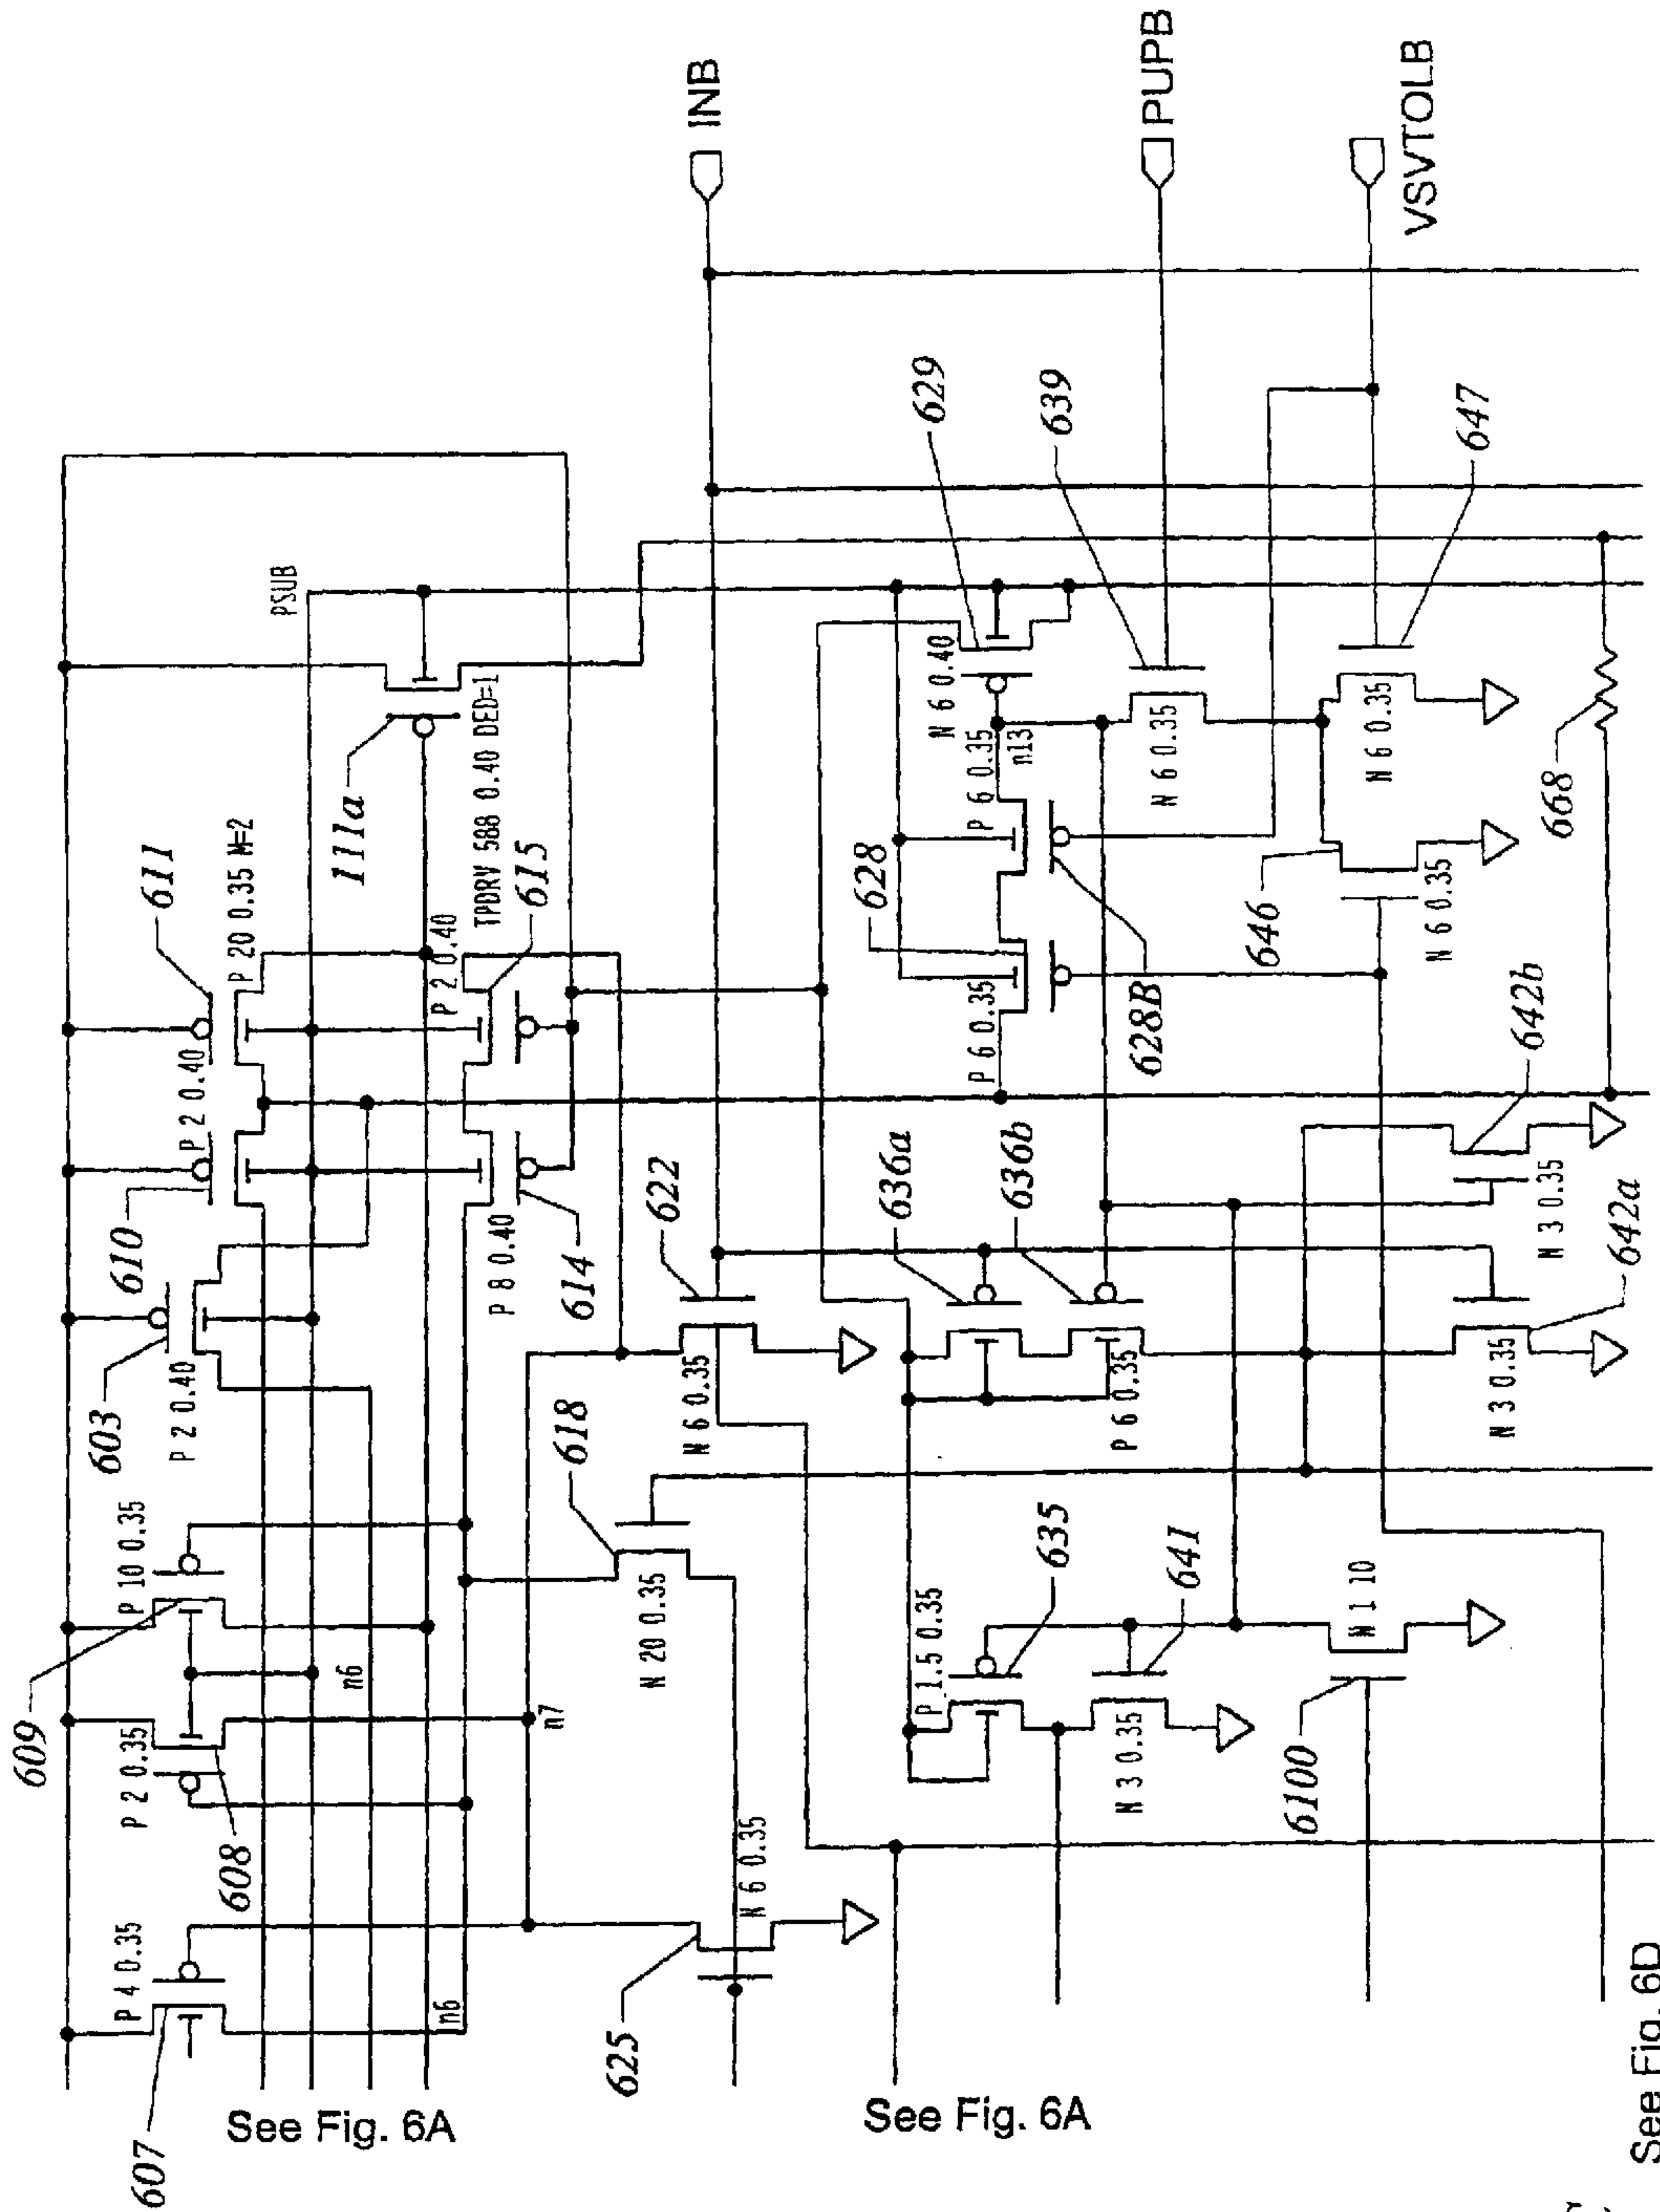 INB
PUPB
VSVTOLB
PSUB
611
P 20 0.35 M=2
111a
TPDRV 588 0.40 DED=1
615
P 2 0.40
610
P 2 0.40
603
P 2 0.40
614
P 8 0.40
609
P 10 0.35
608
P 2 0.35
n6
n7
607
P 4 0.35
n6
618
N 20 0.35
622
N 6 0.35
625
N 6 0.35
629
N 6 0.40
639
N 6 0.35
647
N 6 0.35
n13
P 6 0.35
628
P 6 0.35
628B
646
N 6 0.35
668
636a
636b
P 6 0.35
642b
N 3 0.35
642a
N 3 0.35
635
P 1.5 0.35
641
N 3 0.35
6100
N 1 10
See Fig. 6A
See Fig. 6A
See Fig. 6D